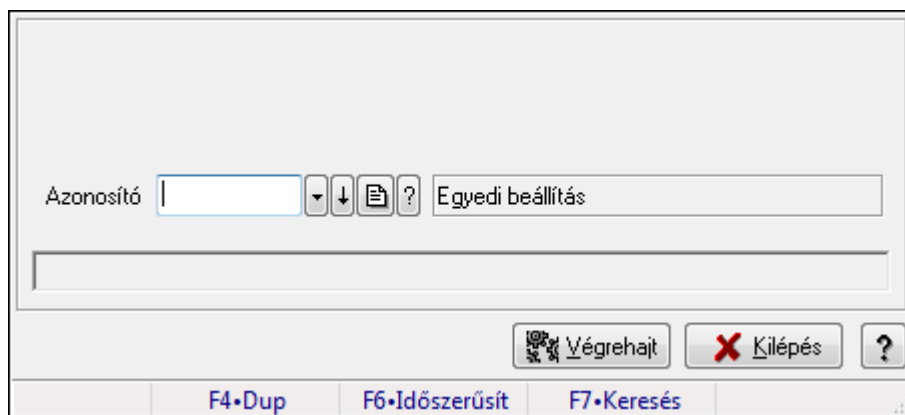 Azonosító ? Egyedi beállítás
Végrehajt Kilépés ?
F4•Dup F6•Időszerűsít F7•Keresés